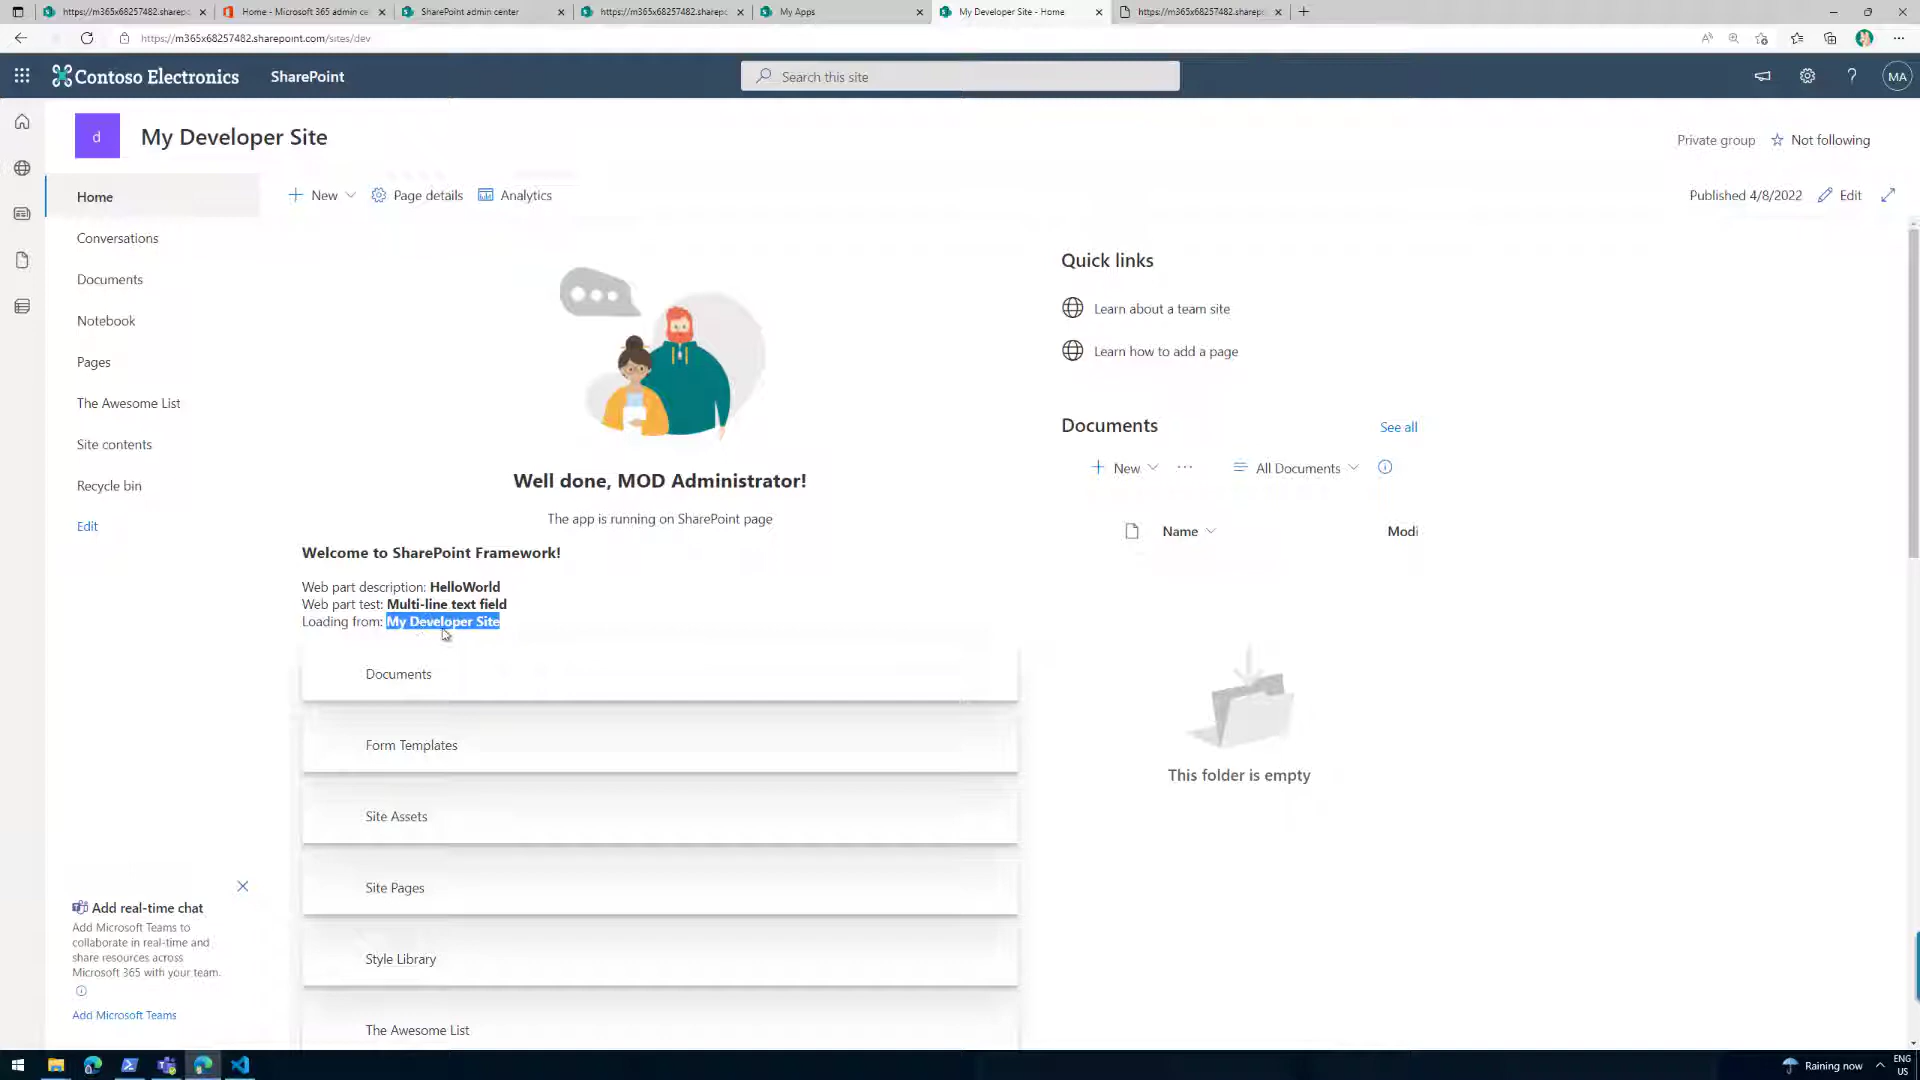 https://m365x68257482.sharepc
Home - Microsoft 365 admin ce
SharePoint admin center
https://m365x68257482.sharepc
My Apps
My Developer Site - Home
https://m365x68257482.sharepc
https://m365x68257482.sharepoint.com/sites/dev
Contoso Electronics
SharePoint
Search this site
MA
d
My Developer Site
Private group
Not following
Home
Conversations
Documents
Notebook
Pages
The Awesome List
Site contents
Recycle bin
Edit
New
Page details
Analytics
Published 4/8/2022
Edit
Well done, MOD Administrator!
The app is running on SharePoint page
Welcome to SharePoint Framework!
Web part description: HelloWorld
Web part test: Multi-line text field
Loading from: My Developer Site
Documents
Form Templates
Site Assets
Site Pages
Style Library
The Awesome List
Quick links
Learn about a team site
Learn how to add a page
Documents
See all
New
All Documents
Name
Modi
This folder is empty
Add real-time chat
Add Microsoft Teams to
collaborate in real-time and
share resources across
Microsoft 365 with your team.
Add Microsoft Teams
Raining now
ENG
US